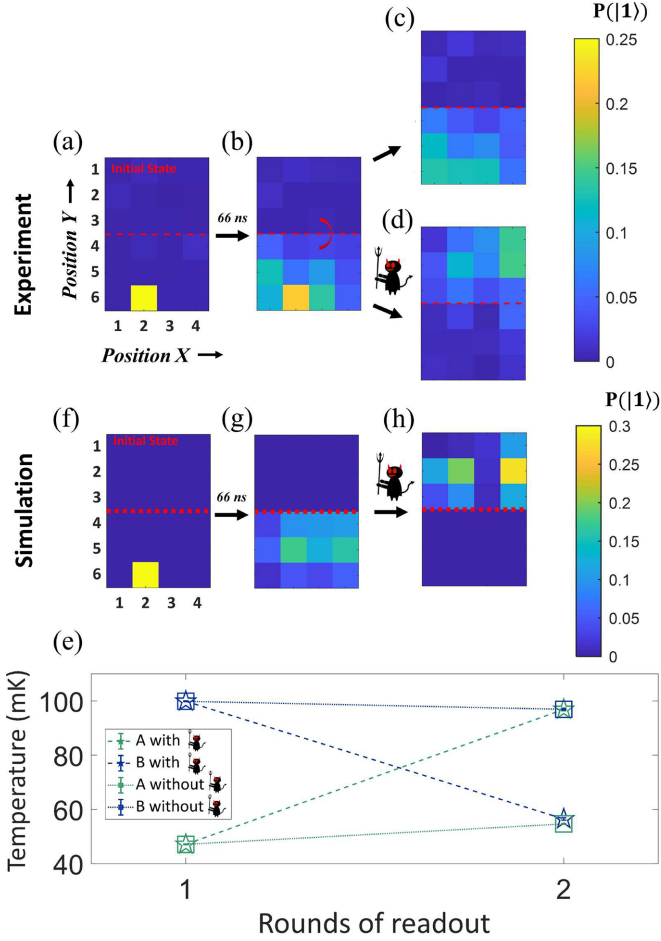 (c)
P(|1⟩)
0.25
0.2
0.15
0.1
0.05
0
(a)
(b)
Initial State
1
2
3
4
5
6
1 2 3 4
Position Y
Position X
66 ns
(d)
Experiment
(f)
(g)
(h)
P(|1⟩)
0.3
0.25
0.2
0.15
0.1
0.05
0
Initial State
1
2
3
4
5
6
1 2 3 4
66 ns
Simulation
(e)
Temperature (mK)
100
80
60
40
A with
B with
A without
B without
1 2
Rounds of readout